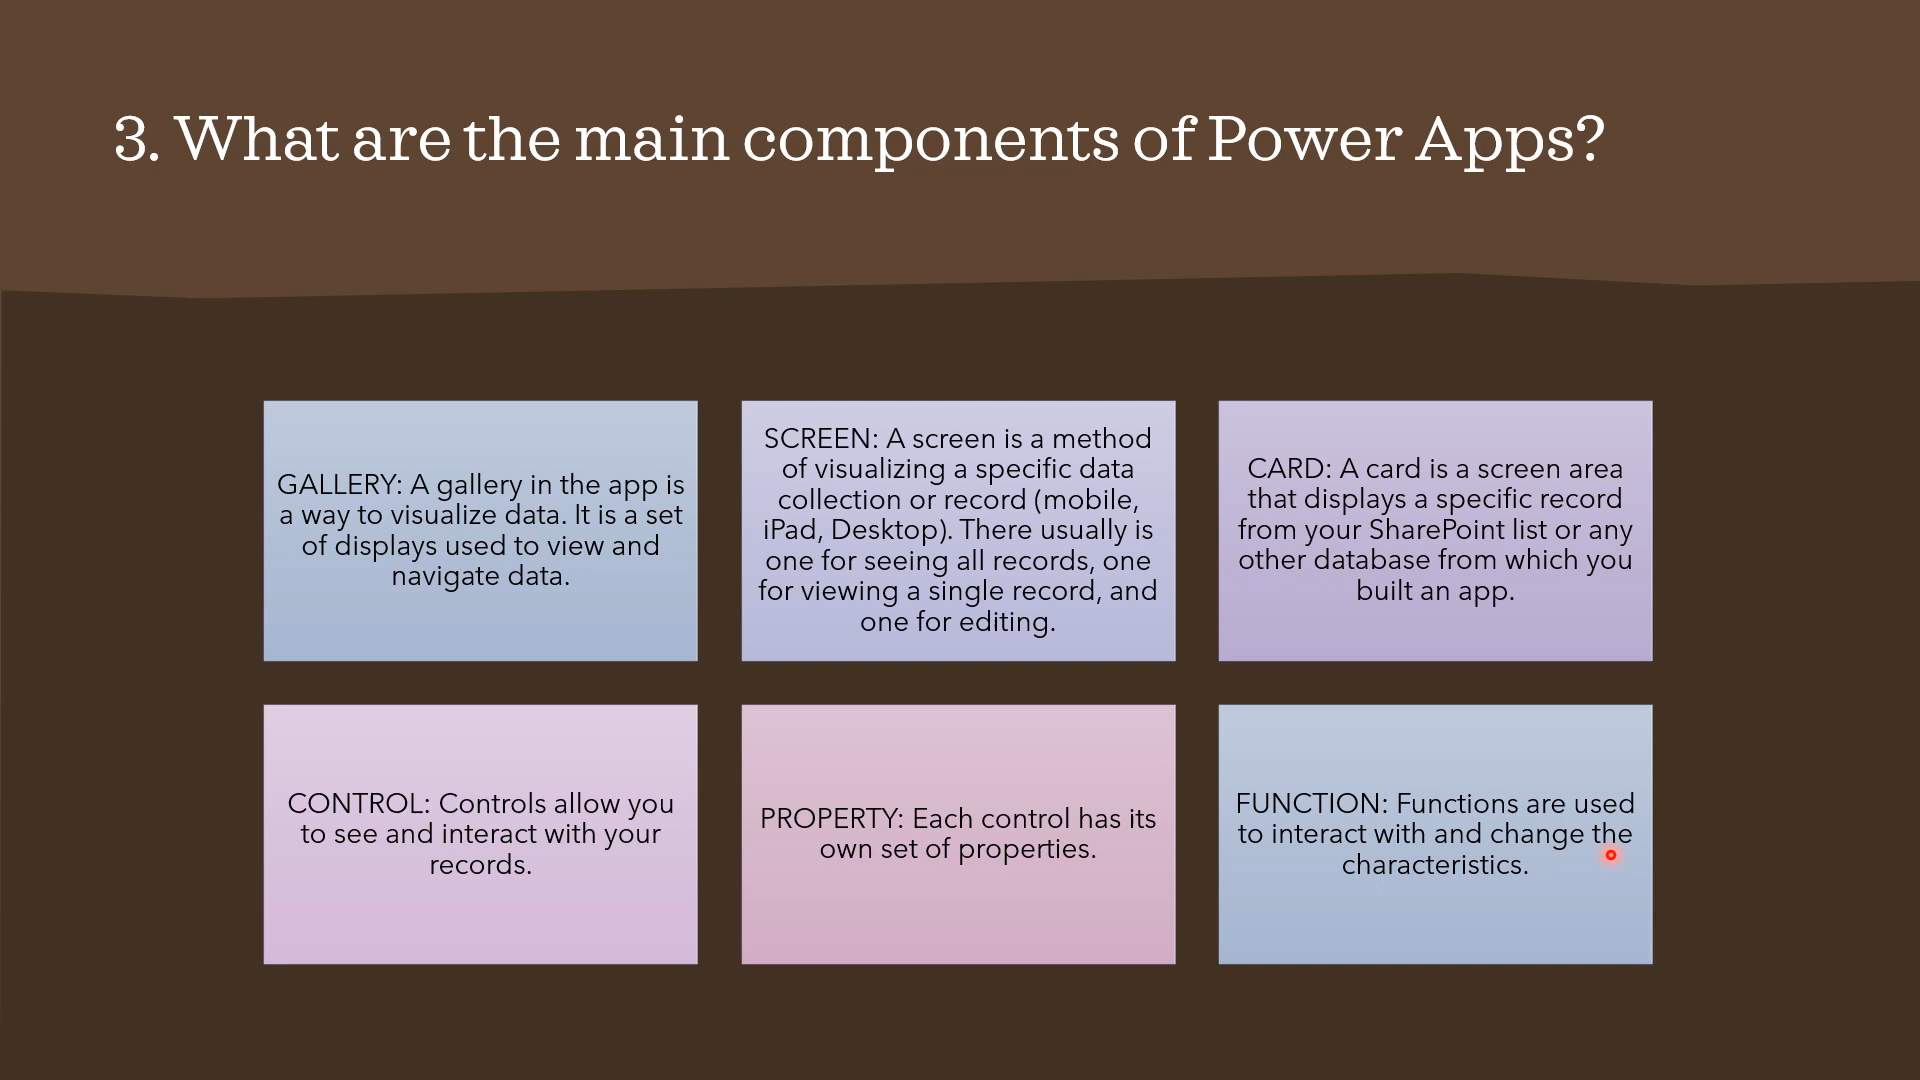 3. What are the main components of Power Apps?
GALLERY: A gallery in the app is
a way to visualize data. It is a set
of displays used to view and
navigate data.
SCREEN: A screen is a method
of visualizing a specific data
collection or record (mobile,
iPad, Desktop). There usually is
one for seeing all records, one
for viewing a single record, and
one for editing.
CARD: A card is a screen area
that displays a specific record
from your SharePoint list or any
other database from which you
built an app.
CONTROL: Controls allow you
to see and interact with your
records.
PROPERTY: Each control has its
own set of properties.
FUNCTION: Functions are used
to interact with and change the
characteristics.